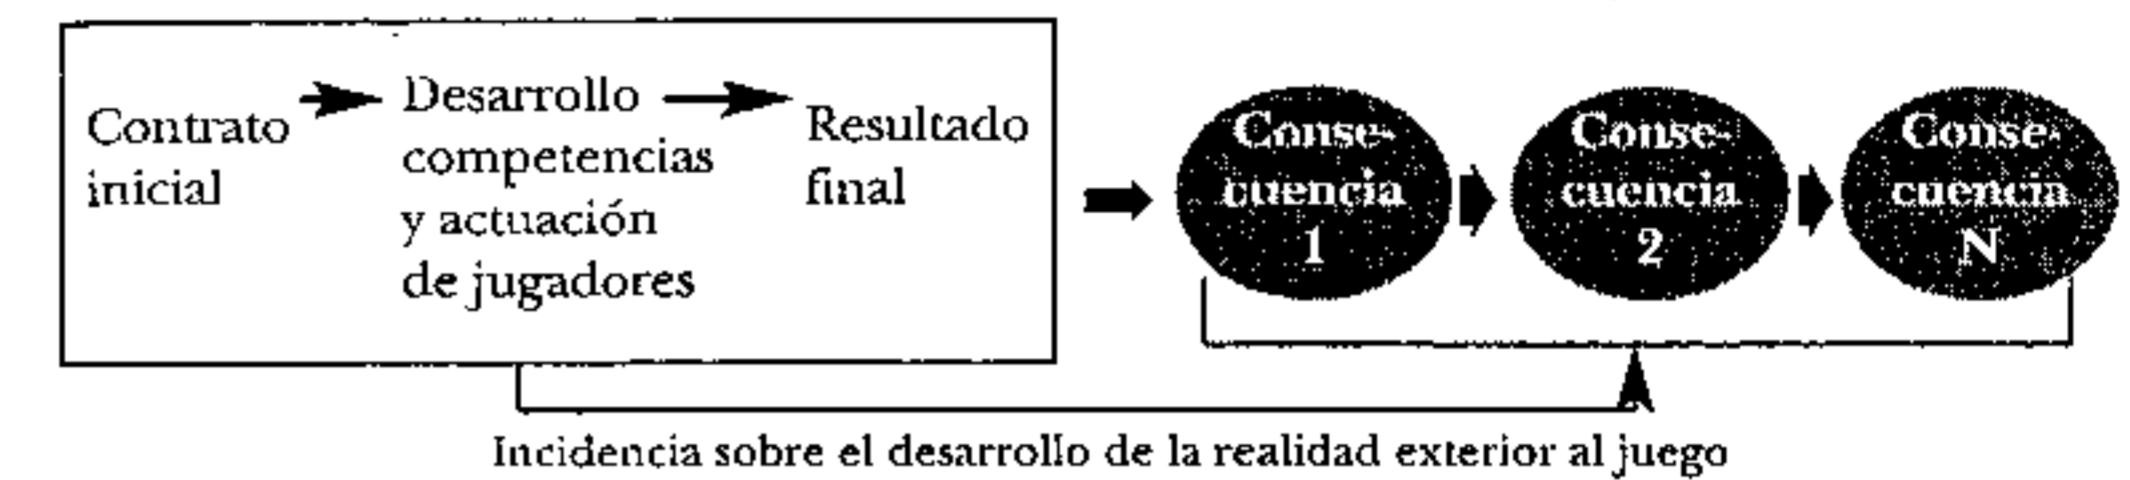 Contrato
inicial
Desarrollo
competencias
y actuación
de jugadores
Resultado
final
Conse-
cuencia
1
Conse-
cuencia
2
Conse-
cuencia
N
Incidencia sobre el desarrollo de la realidad exterior al juego